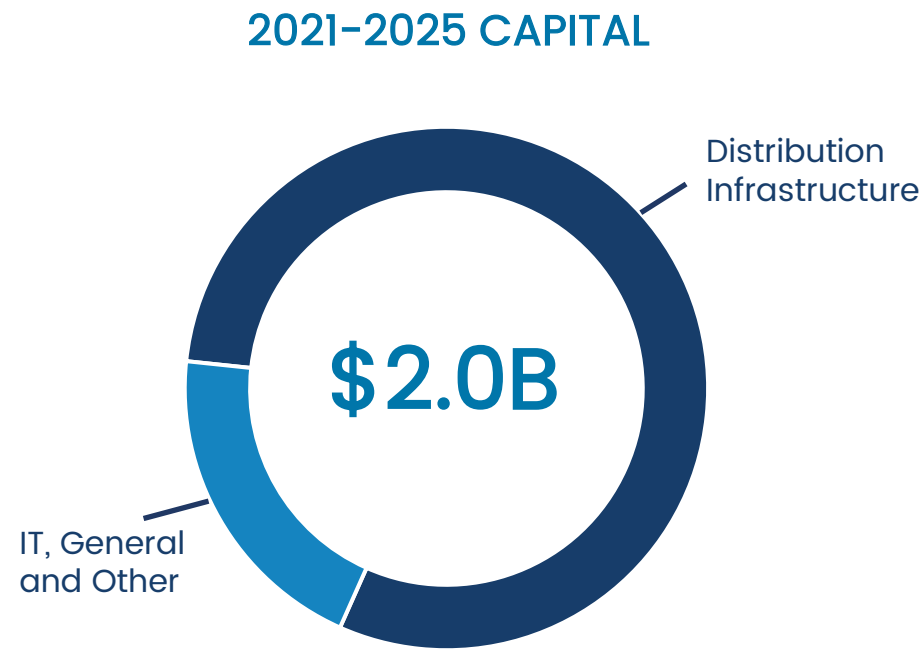 2021-2025 CAPITAL
Distribution
Infrastructure
$2.0B
IT, General
and Other